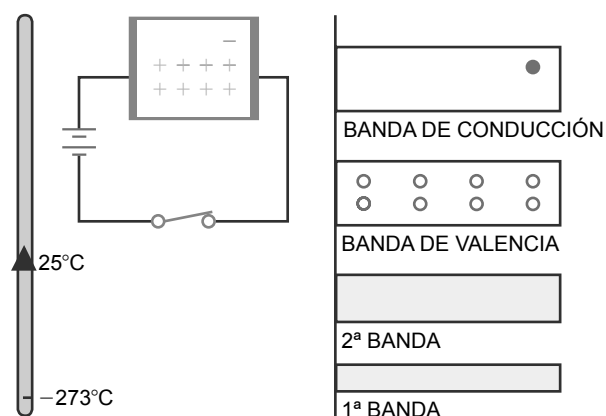 −
+ + + +
+ + + +
BANDA DE CONDUCCIÓN
BANDA DE VALENCIA
25°C
2ª BANDA
−273°C
1ª BANDA